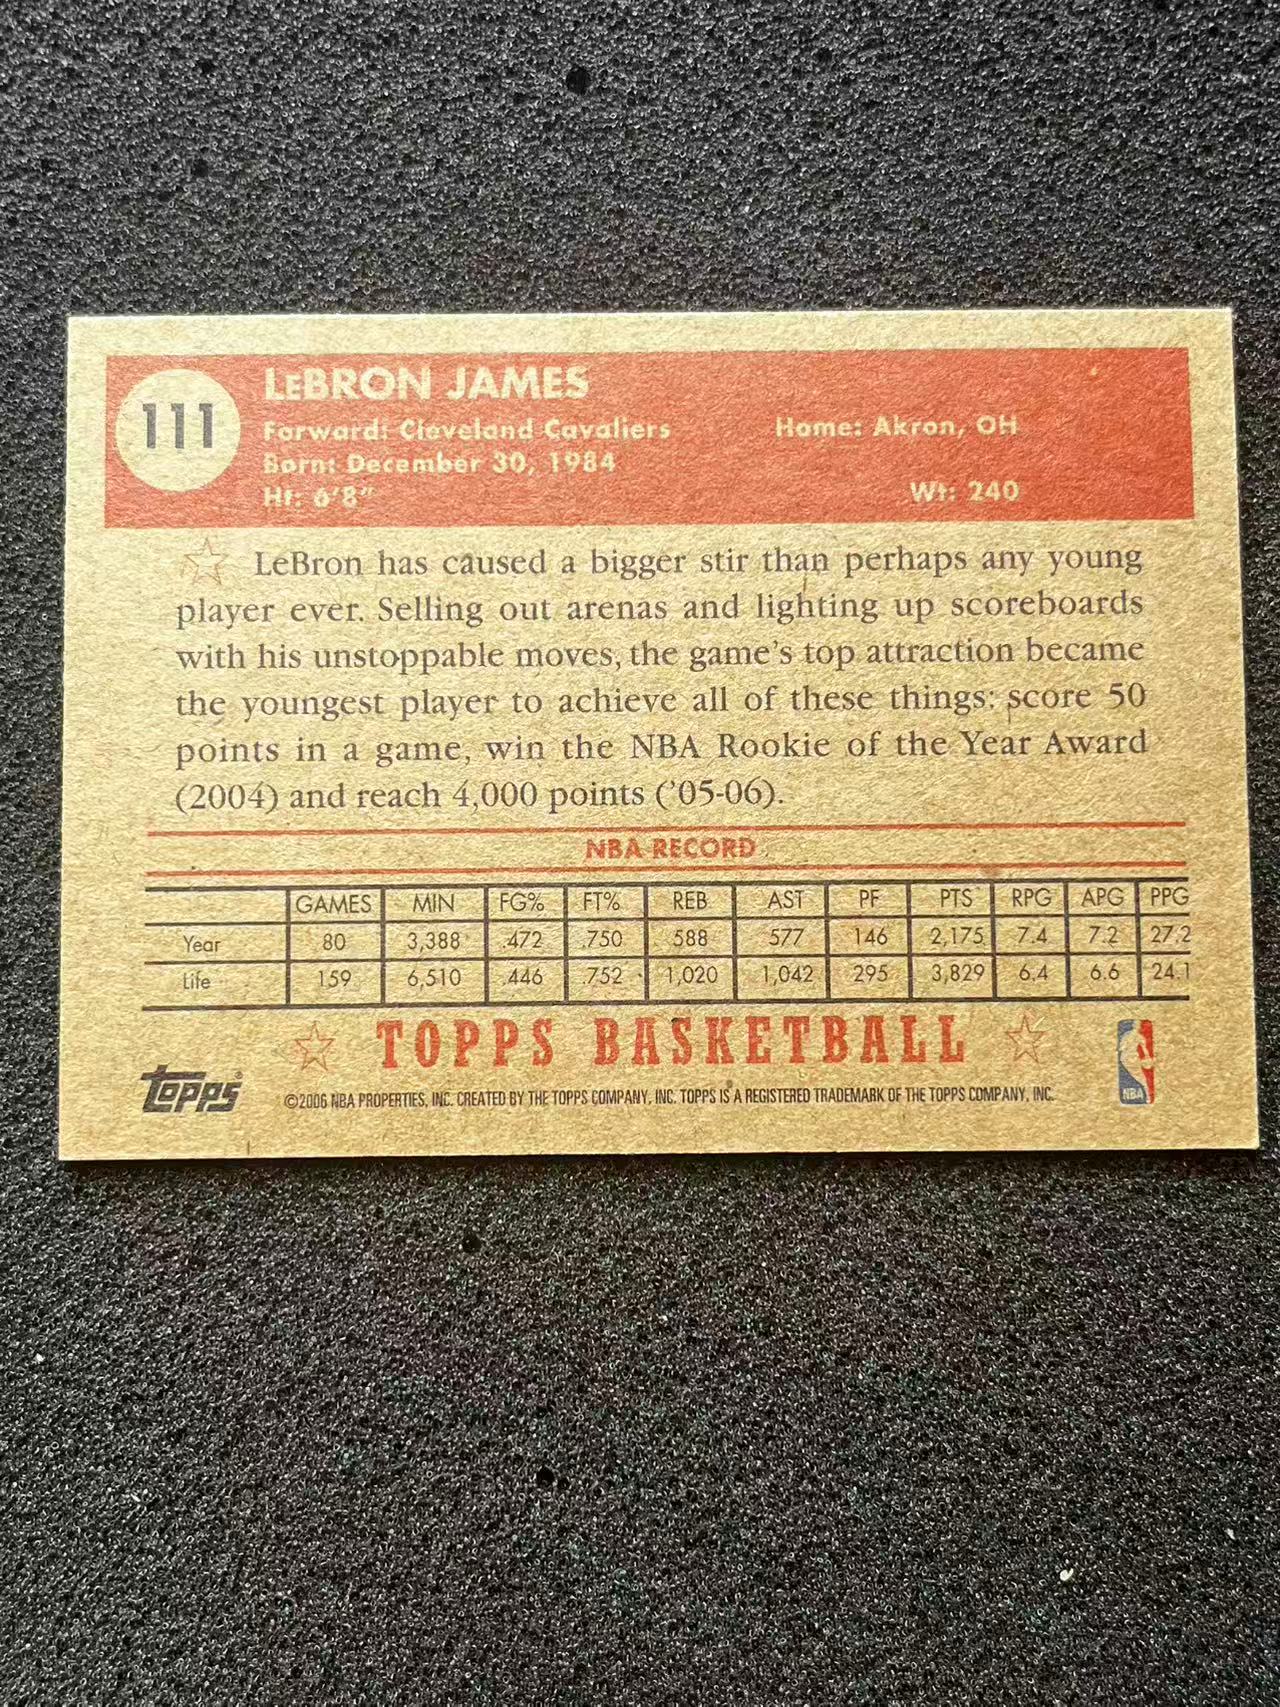 111
LeBRON JAMES
Forward: Cleveland Cavaliers Home: Akron, OH
Born: December 30, 1984
Ht: 6'8" Wt: 240
LeBron has caused a bigger stir than perhaps any young
player ever. Selling out arenas and lighting up scoreboards
with his unstoppable moves, the game's top attraction became
the youngest player to achieve all of these things: score 50
points in a game, win the NBA Rookie of the Year Award
(2004) and reach 4,000 points ('05-06).
NBA RECORD
GAMES MIN FG% FT% REB AST PF PTS RPG APG PPG
Year 80 3,388 .472 .750 588 577 146 2,175 7.4 7.2 27.2
Life 159 6,510 .446 .752 1,020 1,042 295 3,829 6.4 6.6 24.1
TOPPS BASKETBALL
topps®
©2006 NBA PROPERTIES, INC. CREATED BY THE TOPPS COMPANY, INC. TOPPS IS A REGISTERED TRADEMARK OF THE TOPPS COMPANY, INC.
NBA